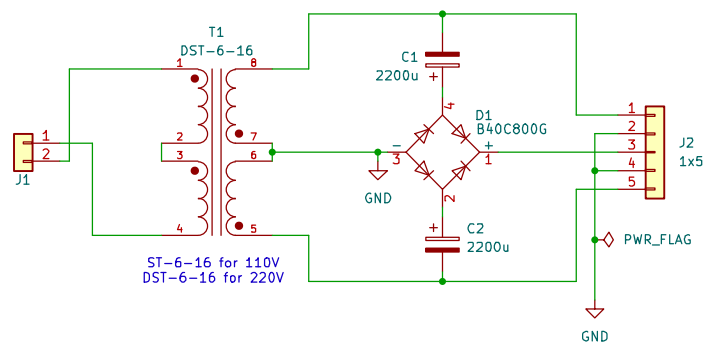 T1
DST-6-16
1
8
2
7
3
6
4
5
J1
1
2
ST-6-16 for 110V
DST-6-16 for 220V
C1
2200u
+
4
D1
B40C800G
-
3
+
1
2
GND
+
C2
2200u
1
2
3
4
5
J2
1x5
PWR_FLAG
GND